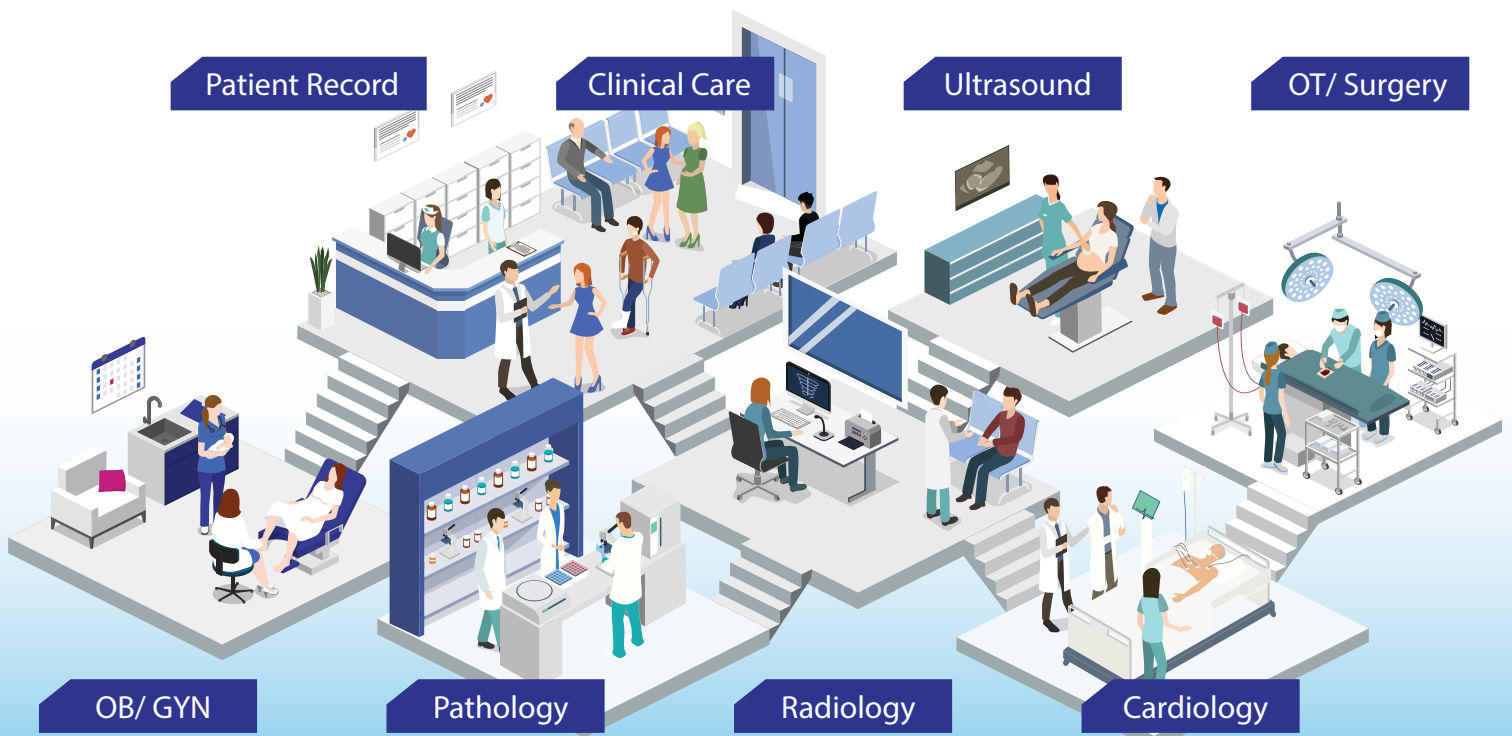 Patient Record
Clinical Care
Ultrasound
OT/ Surgery
OB/ GYN
Pathology
Radiology
Cardiology